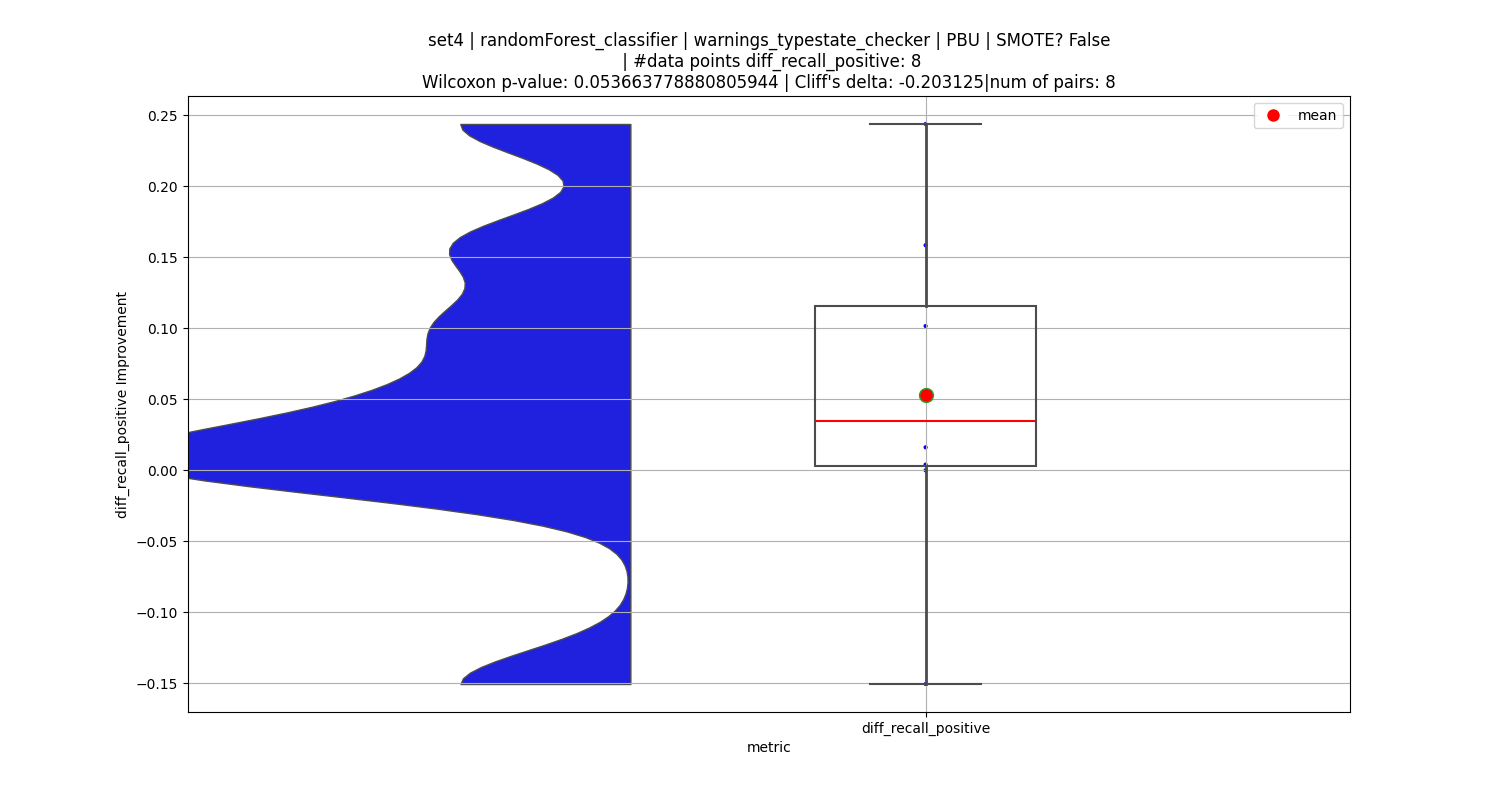 set4 | randomForest_classifier | warnings_typestate_checker | PBU | SMOTE? False
| #data points diff_recall_positive: 8
Wilcoxon p-value: 0.053663778880805944 | Cliff's delta: -0.203125|num of pairs: 8
mean
0.25
0.20
0.15
0.10
0.05
0.00
−0.05
−0.10
−0.15
diff_recall_positive Improvement
diff_recall_positive
metric